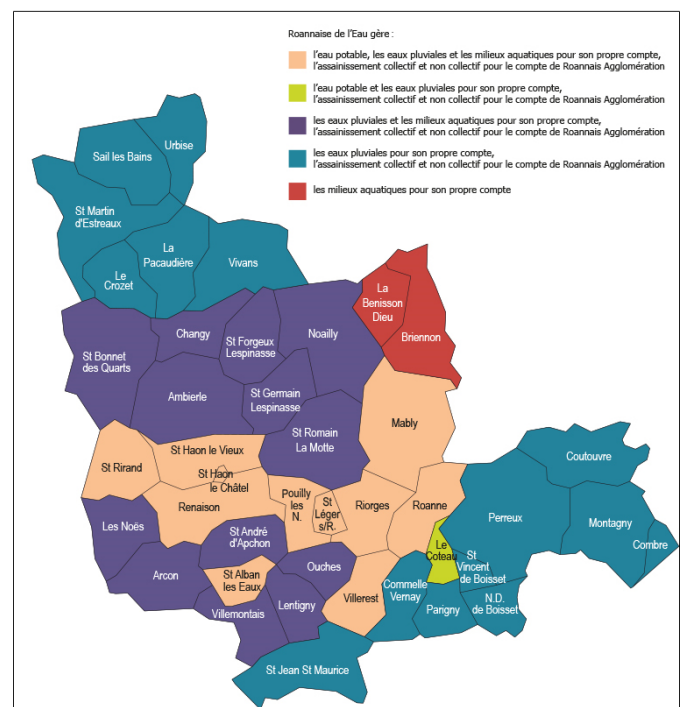 Roannaise de l'Eau gère :
l'eau potable, les eaux pluviales et les milieux aquatiques pour son propre compte,
l'assainissement collectif et non collectif pour le compte de Roannais Agglomération
l'eau potable et les eaux pluviales pour son propre compte,
l'assainissement collectif et non collectif pour le compte de Roannais Agglomération
les eaux pluviales et les milieux aquatiques pour son propre compte,
l'assainissement collectif et non collectif pour le compte de Roannais Agglomération
les eaux pluviales pour son propre compte,
l'assainissement collectif et non collectif pour le compte de Roannais Agglomération
les milieux aquatiques pour son propre compte
Urbise
Sail les Bains
St Martin
d'Estreaux
La
Pacaudière
Vivans
Le
Crozet
La
Benisson
Dieu
Briennon
Changy
St Forgeux
Lespinasse
Noailly
St Bonnet
des Quarts
Ambierle
St Germain
Lespinasse
St Romain
La Motte
Mably
St Rirand
St Haon le Vieux
St Haon
le Châtel
Renaison
Pouilly
les
N.
St
Léger
s/R.
Riorges
Roanne
Coutouvre
Perreux
Montagny
Combre
Les Noës
St André
d'Apchon
Le
Coteau
St
Vincent
de Boisset
Arcon
St Alban
les Eaux
Ouches
Villerest
Commelle
Vernay
Parigny
N.D.
de Boisset
Villemontais
Lentigny
St Jean St Maurice